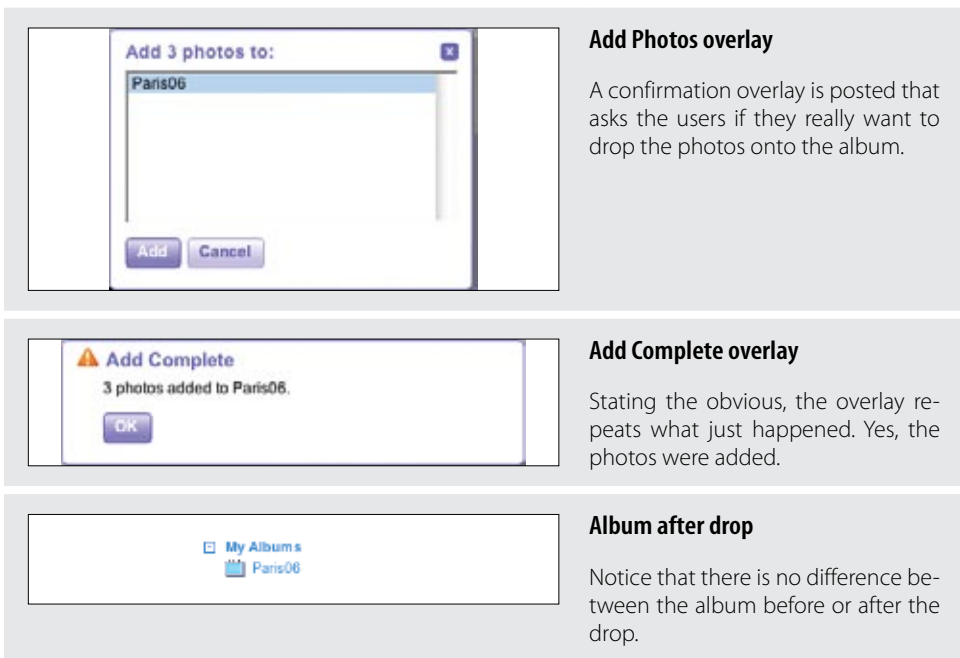 Add 3 photos to:
Paris06
Add
Cancel
Add Photos overlay
A confirmation overlay is posted that
asks the users if they really want to
drop the photos onto the album.
Add Complete
3 photos added to Paris06.
OK
Add Complete overlay
Stating the obvious, the overlay re-
peats what just happened. Yes, the
photos were added.
My Albums
Paris06
Album after drop
Notice that there is no difference be-
tween the album before or after the
drop.